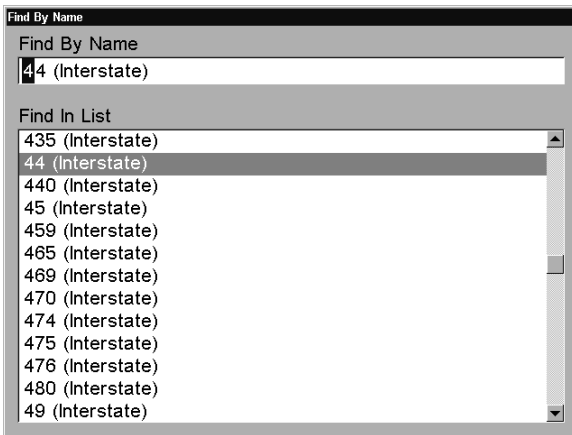 Find By Name
Find By Name
44 (Interstate)
Find In List
435 (Interstate)
44 (Interstate)
440 (Interstate)
45 (Interstate)
459 (Interstate)
465 (Interstate)
469 (Interstate)
470 (Interstate)
474 (Interstate)
475 (Interstate)
476 (Interstate)
480 (Interstate)
49 (Interstate)